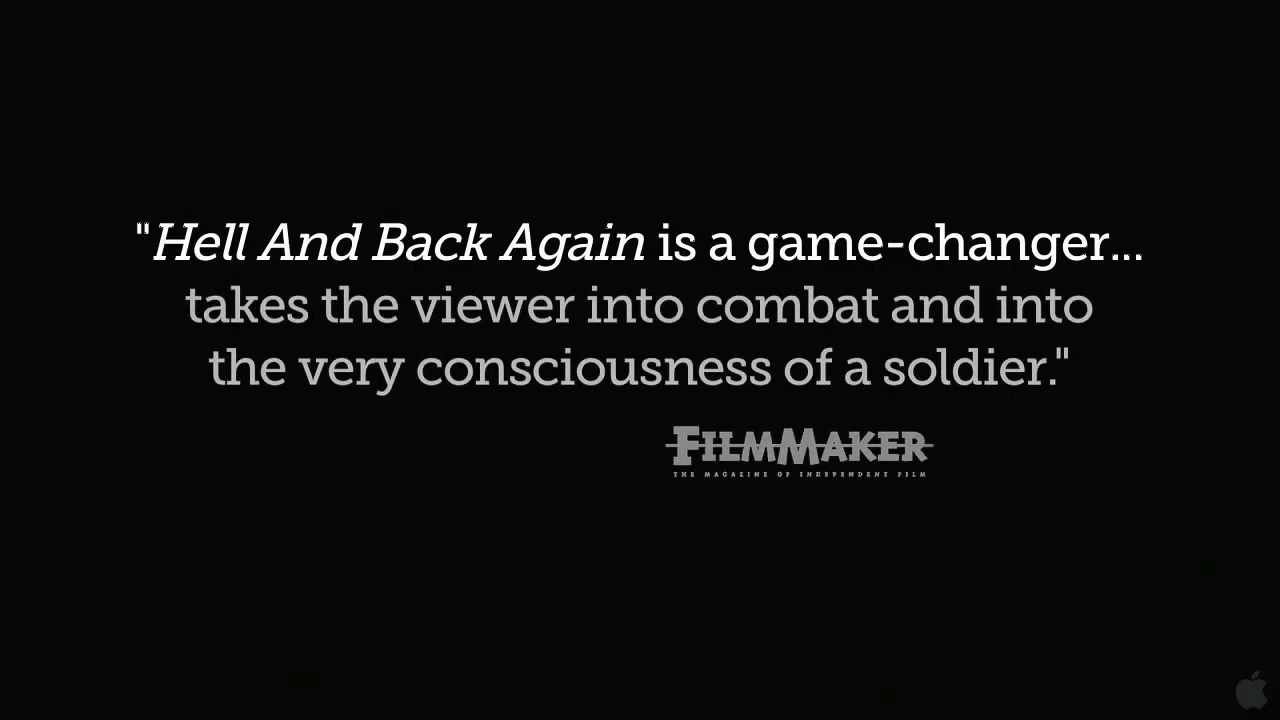 "Hell And Back Again is a game-changer...
takes the viewer into combat and into
the very consciousness of a soldier."
FILMMAKER
THE MAGAZINE OF INDEPENDENT FILM